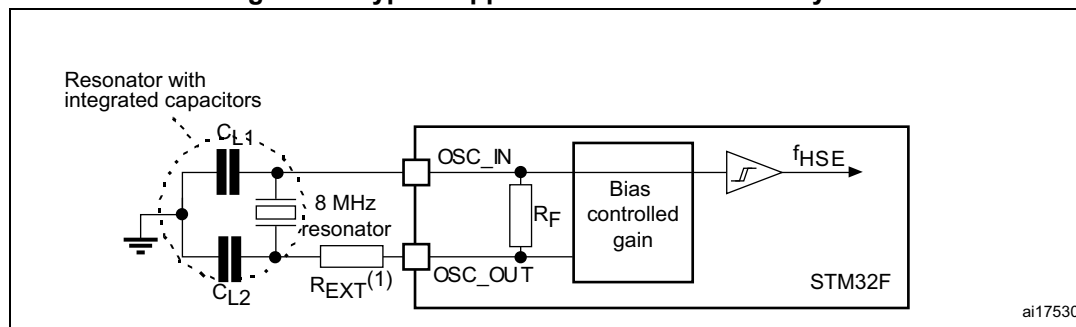 Resonator with
integrated capacitors
CL1
OSC_IN
fHSE
8 MHz
resonator
RF
Bias
controlled
gain
REXT(1)
OSC_OUT
STM32F
CL2
ai17530